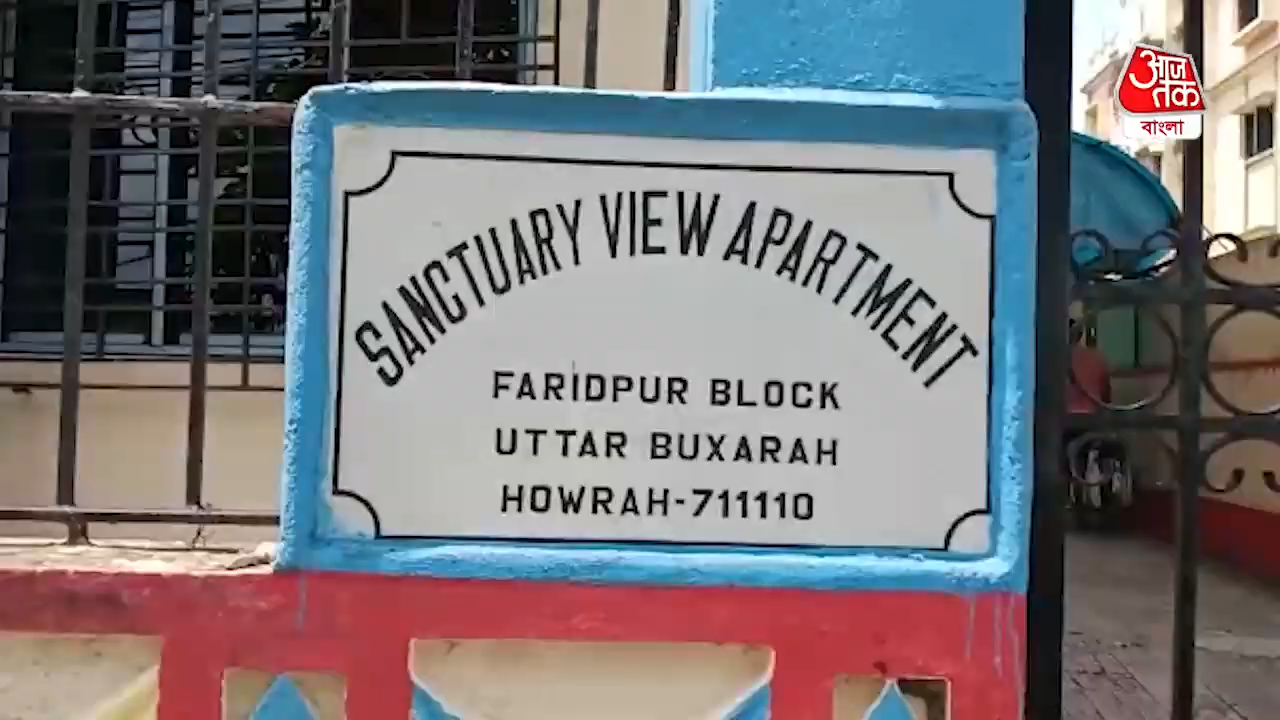 आज तक
বাংলা
SANCTUARY VIEW APARTMENT
FARIDPUR BLOCK
UTTAR BUXARAH
HOWRAH-711110